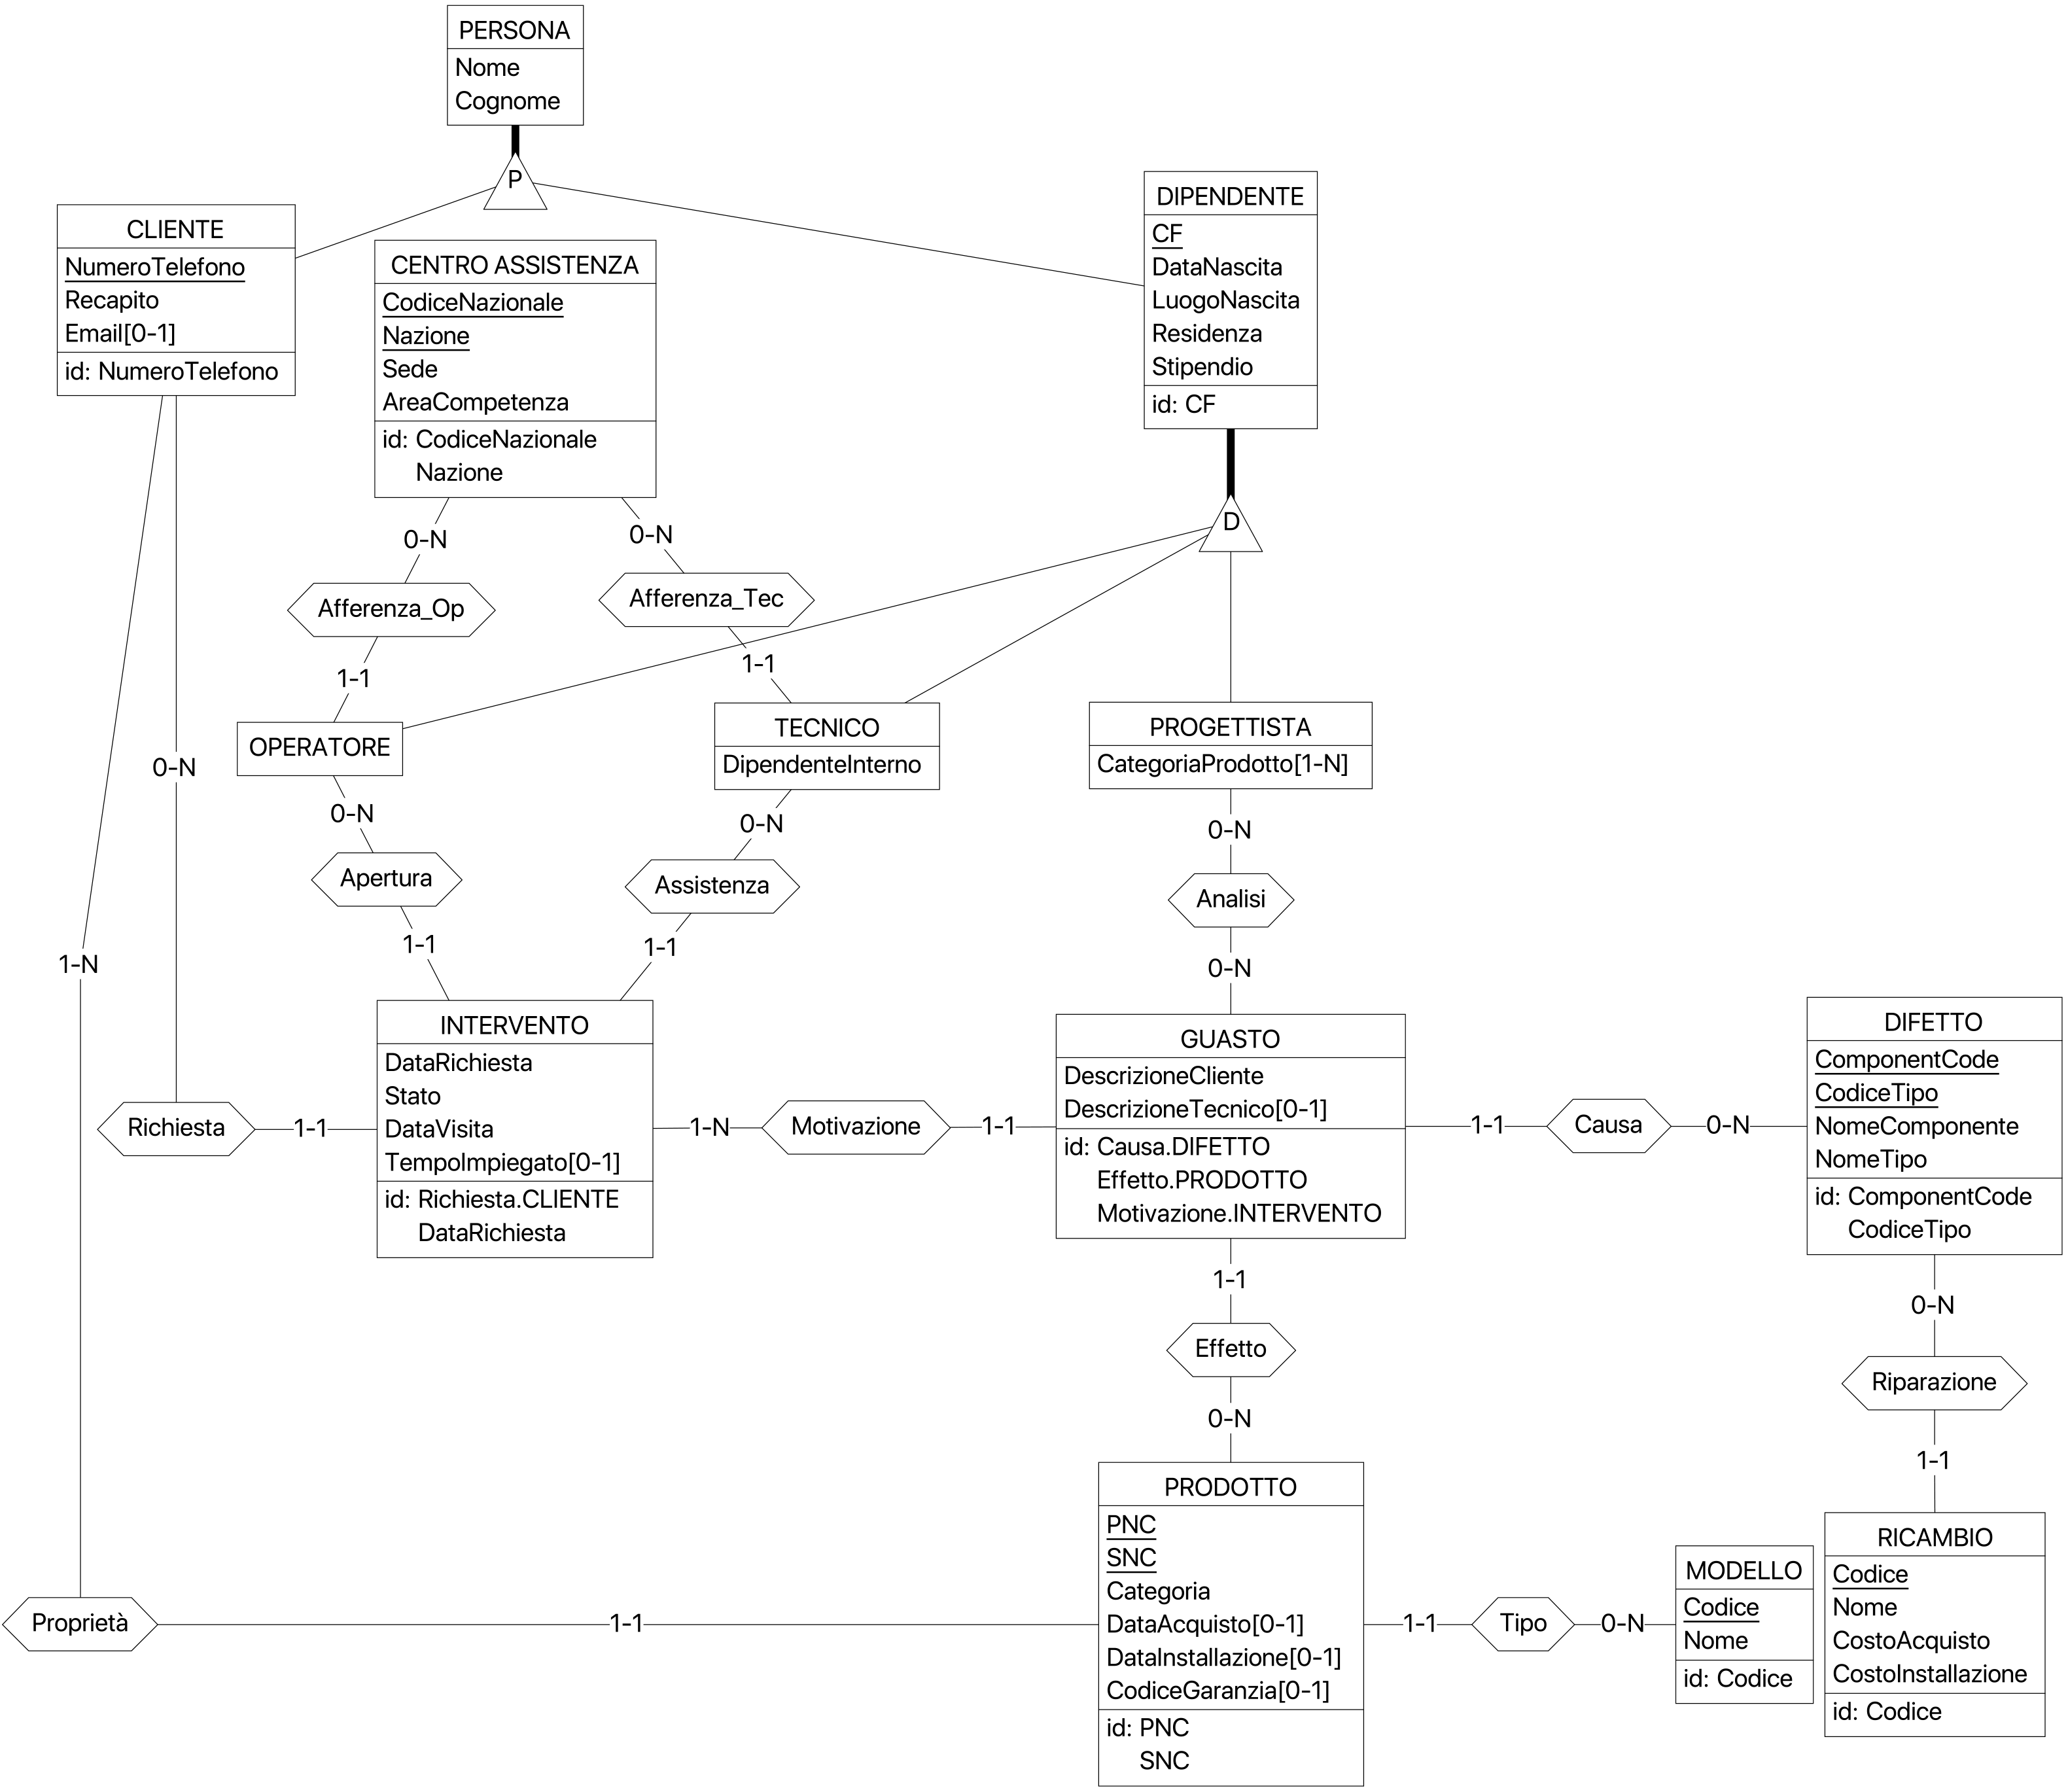 PERSONA
Nome
Cognome
P
CLIENTE
NumeroTelefono
Recapito
Email[0-1]
id: NumeroTelefono
CENTRO ASSISTENZA
CodiceNazionale
Nazione
Sede
AreaCompetenza
id: CodiceNazionale
Nazione
DIPENDENTE
CF
DataNascita
LuogoNascita
Residenza
Stipendio
id: CF
D
0-N
0-N
Afferenza_Op
Afferenza_Tec
1-1
1-1
OPERATORE
TECNICO
DipendenteInterno
PROGETTISTA
CategoriaProdotto[1-N]
0-N
0-N
0-N
0-N
Apertura
Assistenza
Analisi
1-1
1-1
0-N
1-N
INTERVENTO
DataRichiesta
Stato
DataVisita
TempoImpiegato[0-1]
id: Richiesta.CLIENTE
DataRichiesta
GUASTO
DescrizioneCliente
DescrizioneTecnico[0-1]
id: Causa.DIFETTO
Effetto.PRODOTTO
Motivazione.INTERVENTO
DIFETTO
ComponentCode
CodiceTipo
NomeComponente
NomeTipo
id: ComponentCode
CodiceTipo
Richiesta
1-1
1-N
Motivazione
1-1
1-1
Causa
0-N
1-1
Effetto
0-N
0-N
Riparazione
1-1
PRODOTTO
PNC
SNC
Categoria
DataAcquisto[0-1]
DataInstallazione[0-1]
CodiceGaranzia[0-1]
id: PNC
SNC
Proprietà
1-1
1-1
Tipo
0-N
MODELLO
Codice
Nome
id: Codice
RICAMBIO
Codice
Nome
CostoAcquisto
CostoInstallazione
id: Codice